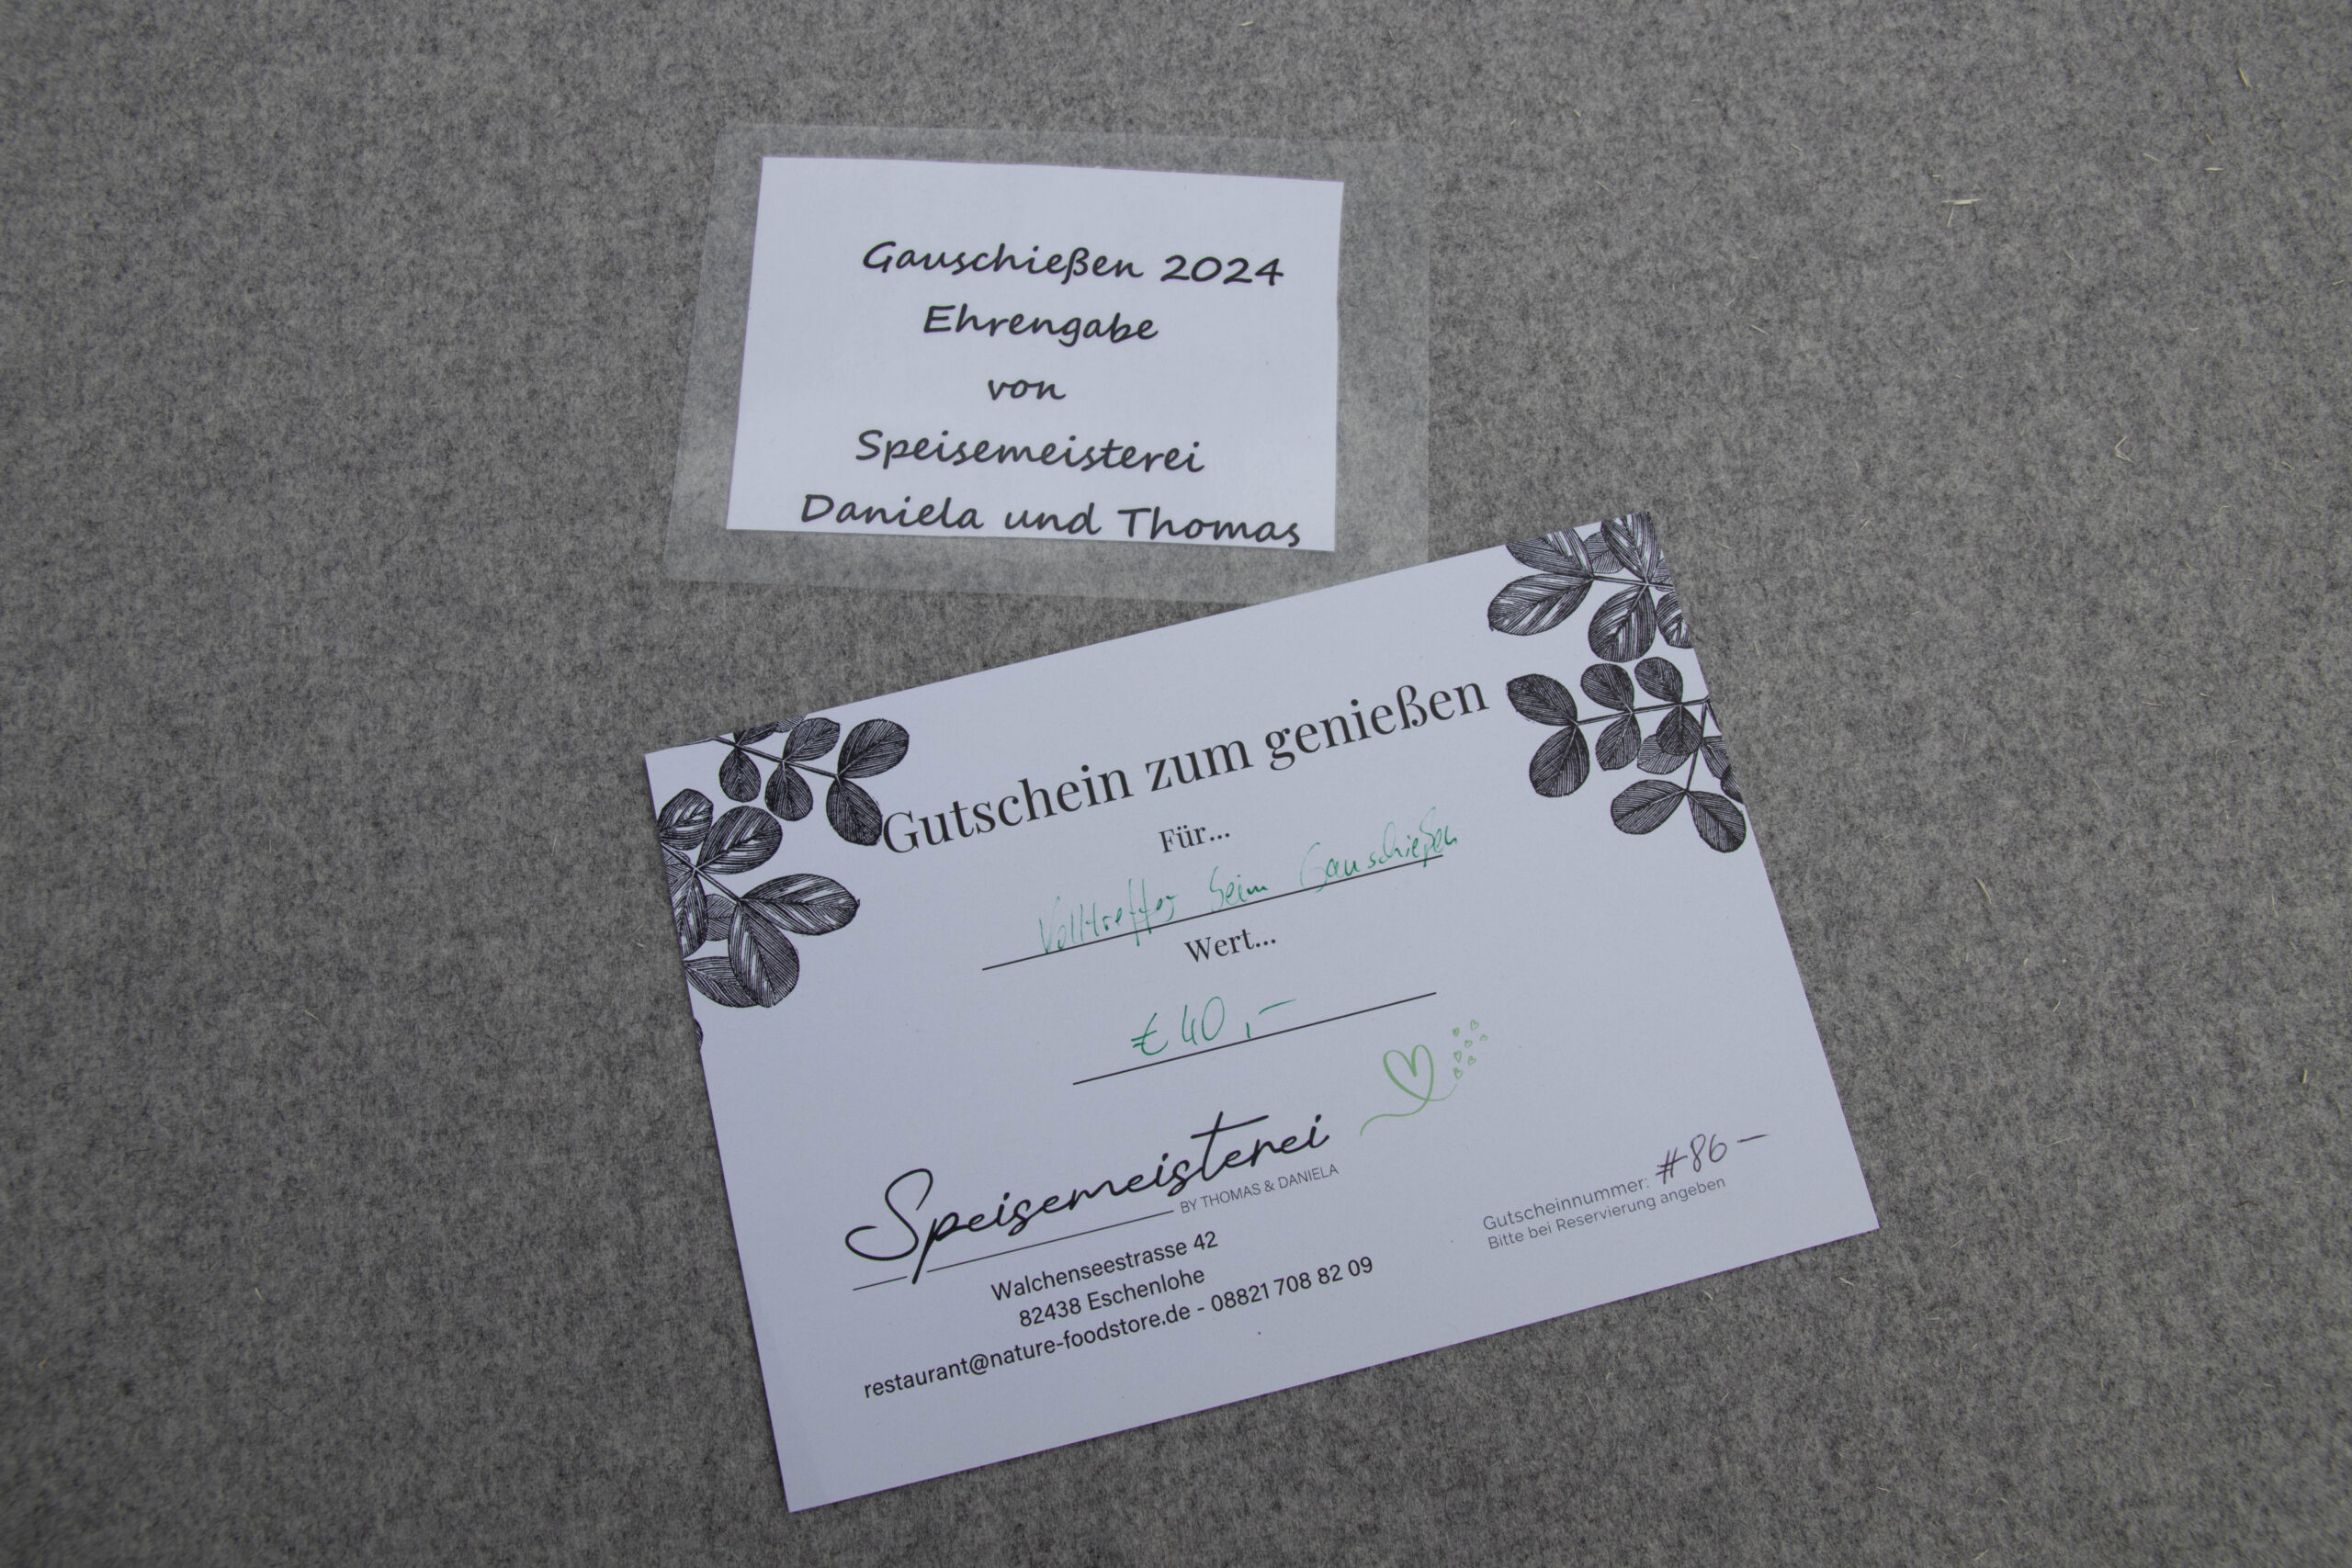 Gauschießen 2024
Ehrengabe
von
Speisemeisterei
Daniela und Thomas
Gutschein zum genießen
Für...
Volltreffer beim Gauschießen
Wert...
€ 40,-
Speisemeisterei
BY THOMAS & DANIELA
Walchenseestrasse 42
82438 Eschenlohe
restaurant@nature-foodstore.de - 08821 708 82 09
Gutscheinnummer: #86 –
Bitte bei Reservierung angeben